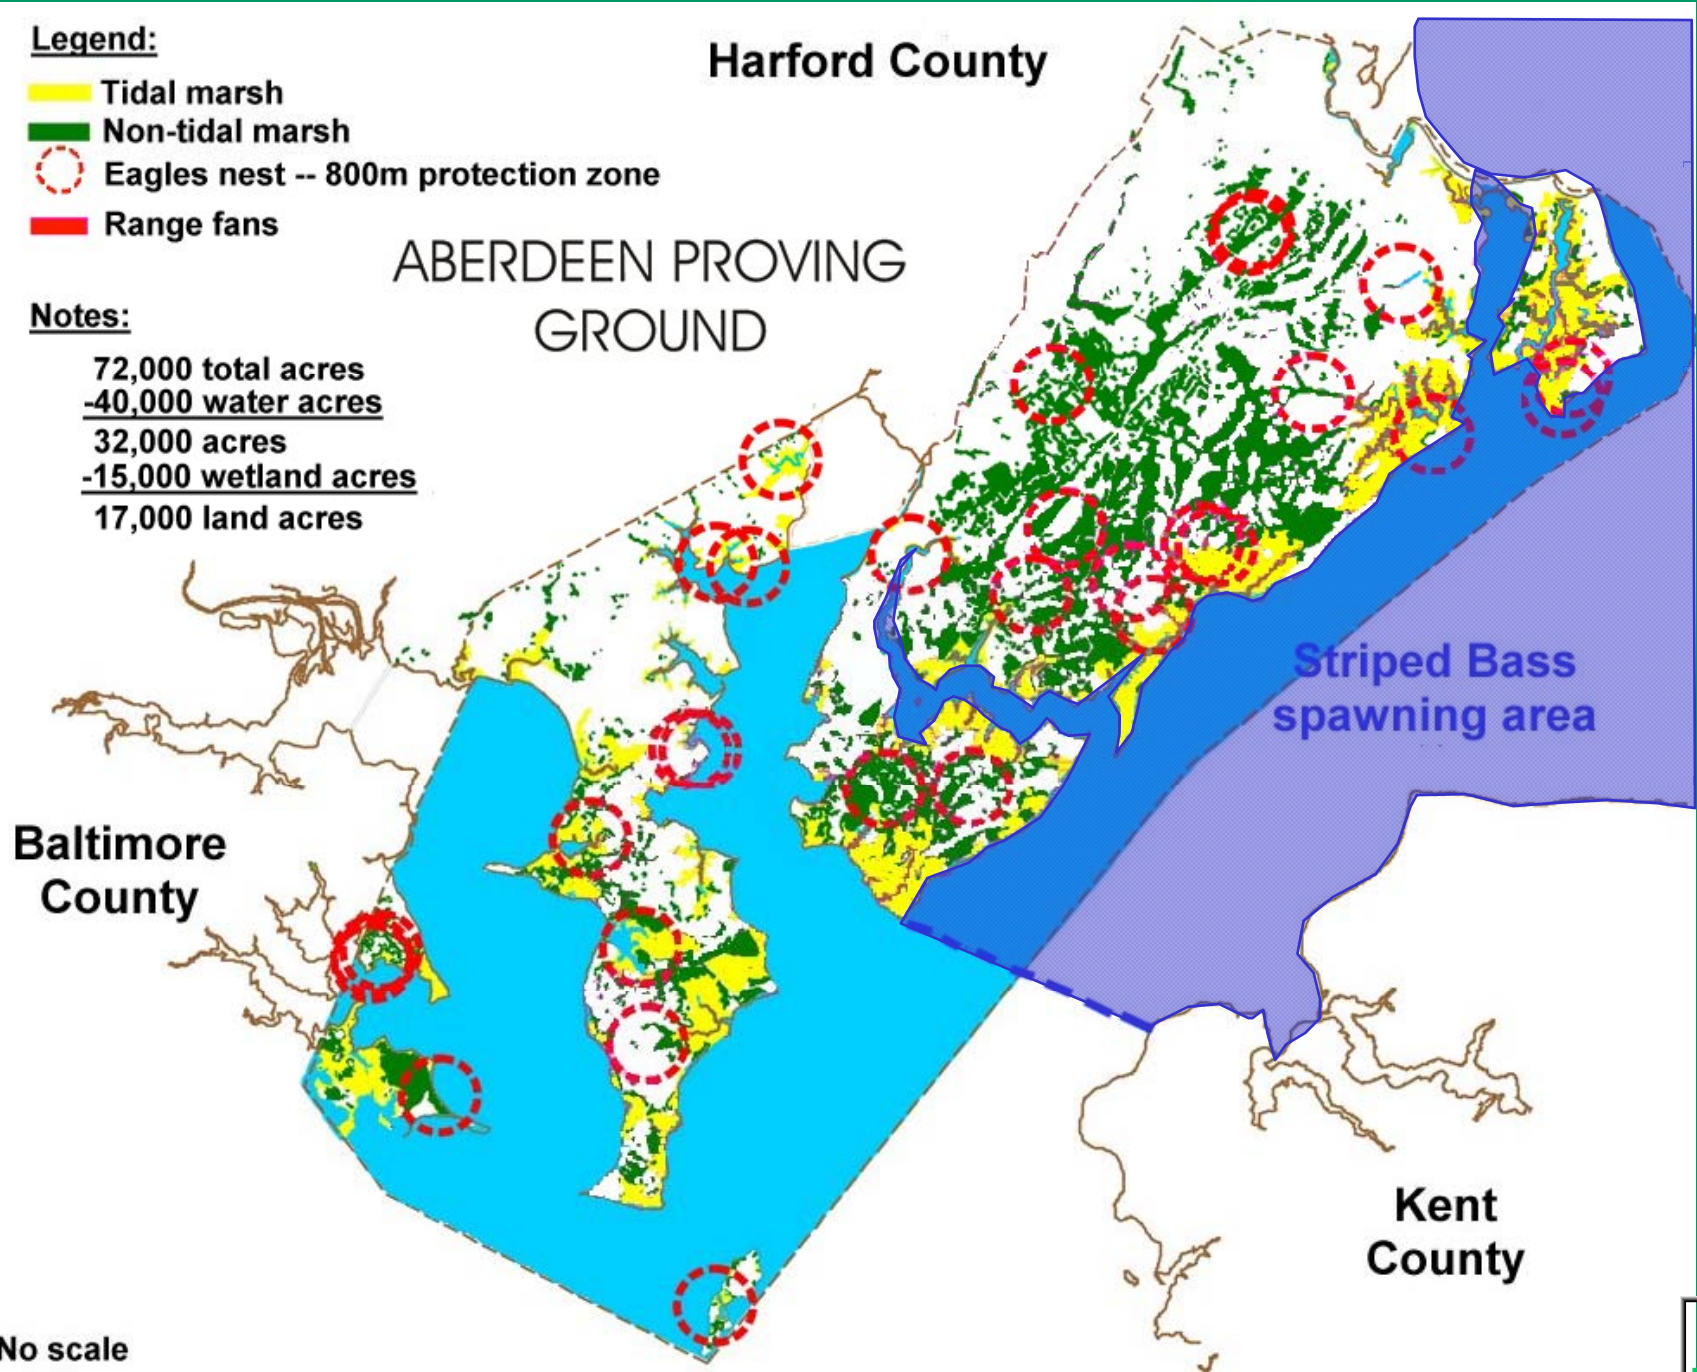 Legend:
Tidal marsh
Non-tidal marsh
Eagles nest -- 800m protection zone
Range fans
Harford County
ABERDEEN PROVING
GROUND
Notes:
72,000 total acres
-40,000 water acres
32,000 acres
-15,000 wetland acres
17,000 land acres
Striped Bass
spawning area
Baltimore
County
Kent
County
No scale